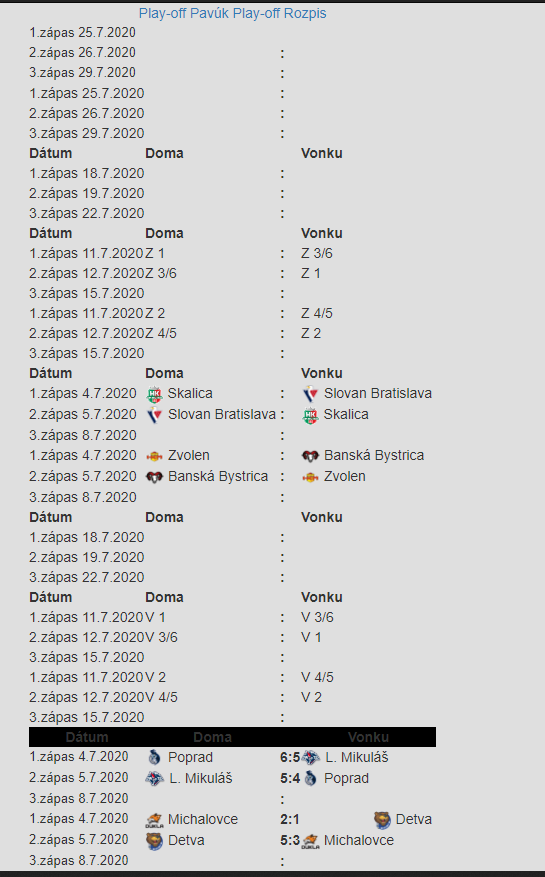 Play-off Pavúk Play-off Rozpis
1.zápas 25.7.2020
2.zápas 26.7.2020 :
3.zápas 29.7.2020 :
1.zápas 25.7.2020 :
2.zápas 26.7.2020 :
3.zápas 29.7.2020 :
Dátum Doma Vonku
1.zápas 18.7.2020 :
2.zápas 19.7.2020 :
3.zápas 22.7.2020 :
Dátum Doma Vonku
1.zápas 11.7.2020 Z 1 : Z 3/6
2.zápas 12.7.2020 Z 3/6 : Z 1
3.zápas 15.7.2020 :
1.zápas 11.7.2020 Z 2 : Z 4/5
2.zápas 12.7.2020 Z 4/5 : Z 2
3.zápas 15.7.2020 :
Dátum Doma Vonku
1.zápas 4.7.2020 Skalica : Slovan Bratislava
2.zápas 5.7.2020 Slovan Bratislava : Skalica
3.zápas 8.7.2020 :
1.zápas 4.7.2020 Zvolen : Banská Bystrica
2.zápas 5.7.2020 Banská Bystrica : Zvolen
3.zápas 8.7.2020 :
Dátum Doma Vonku
1.zápas 18.7.2020 :
2.zápas 19.7.2020 :
3.zápas 22.7.2020 :
Dátum Doma Vonku
1.zápas 11.7.2020 V 1 : V 3/6
2.zápas 12.7.2020 V 3/6 : V 1
3.zápas 15.7.2020 :
1.zápas 11.7.2020 V 2 : V 4/5
2.zápas 12.7.2020 V 4/5 : V 2
3.zápas 15.7.2020 :
Dátum Doma Vonku
1.zápas 4.7.2020 Poprad 6:5 L. Mikuláš
2.zápas 5.7.2020 L. Mikuláš 5:4 Poprad
3.zápas 8.7.2020 :
1.zápas 4.7.2020 DUKLA Michalovce 2:1 Detva
2.zápas 5.7.2020 Detva 5:3 DUKLA Michalovce
3.zápas 8.7.2020 :